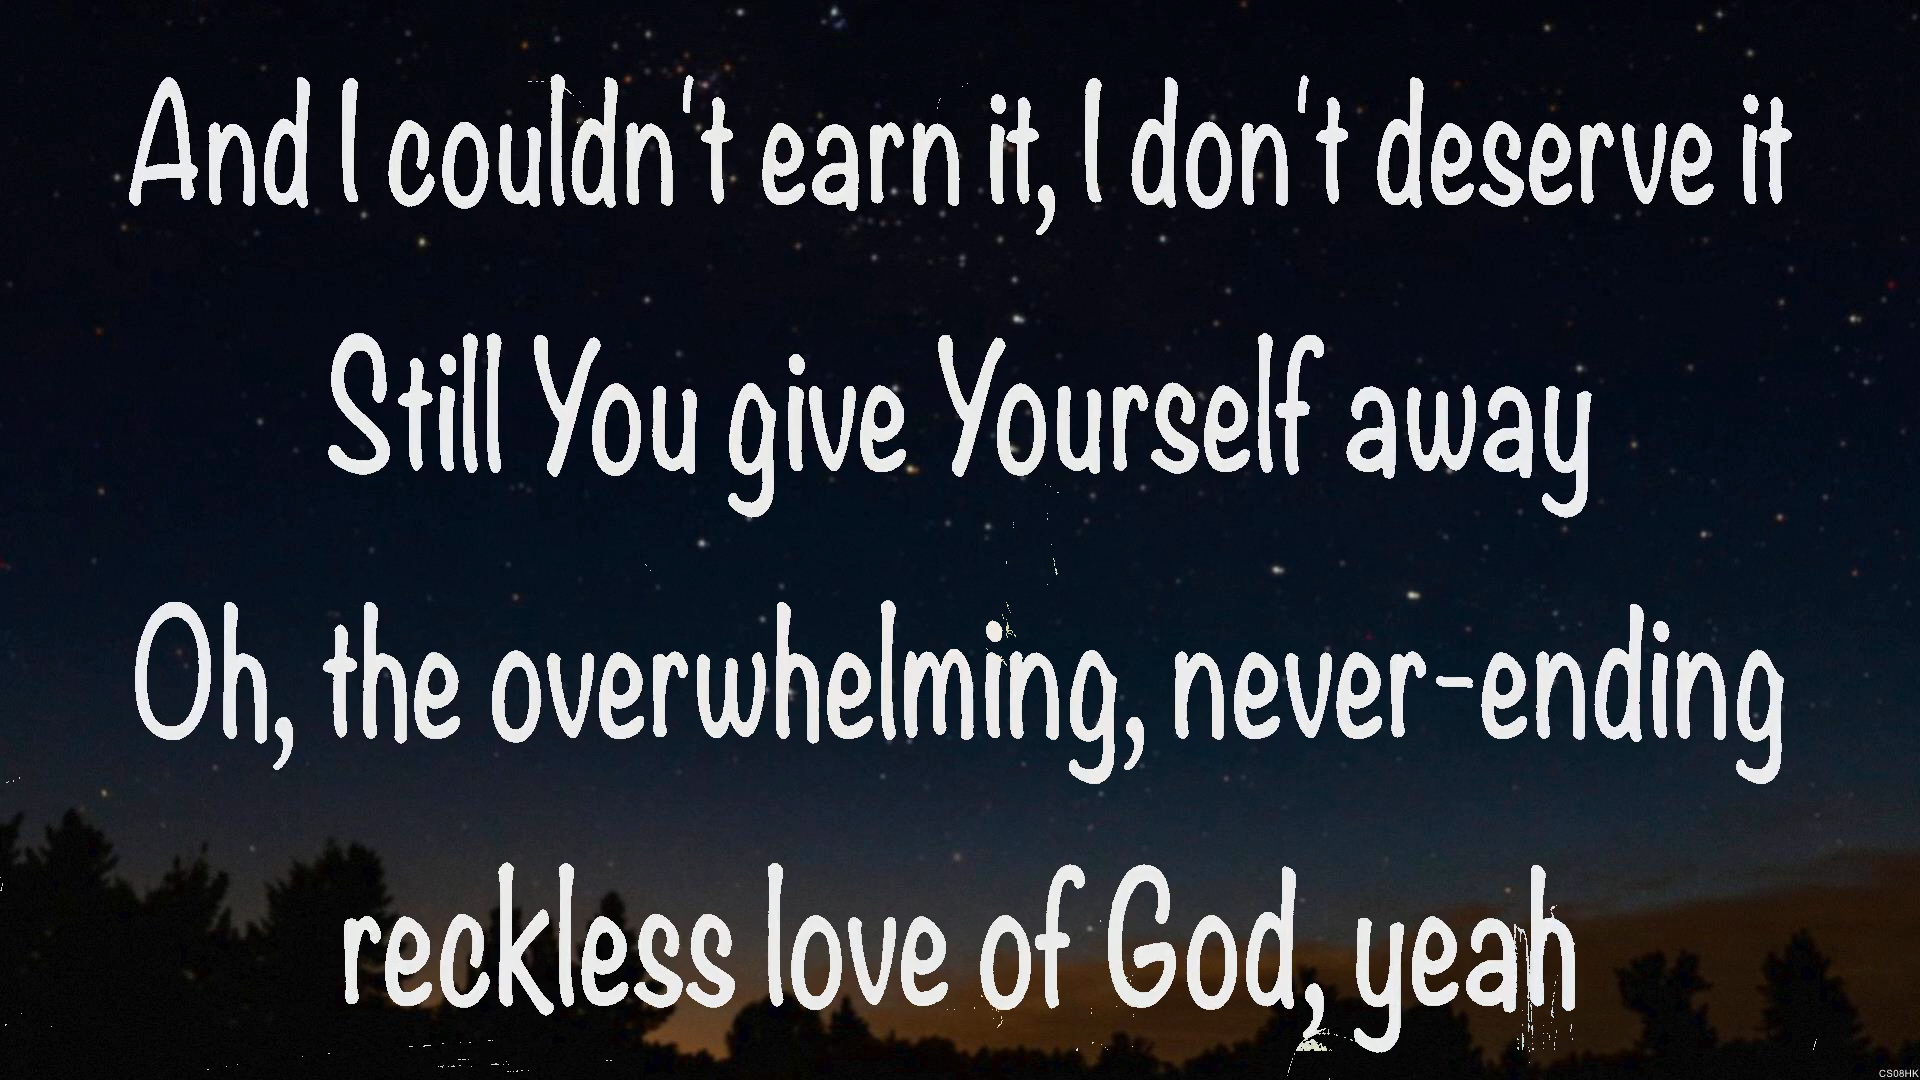 And I couldn't earn it, I don't deserve it
Still You give Yourself away
Oh, the overwhelming, never-ending
reckless love of God, yeah
CS08HK